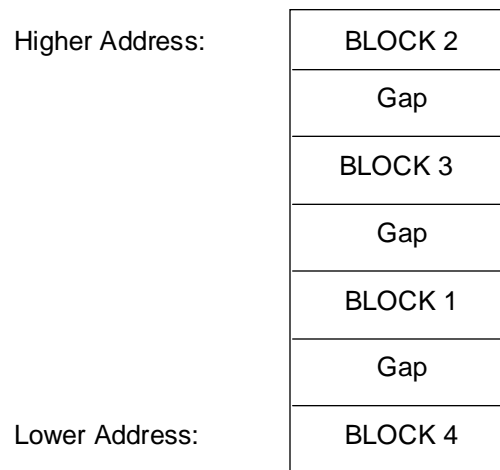 Higher Address: BLOCK 2
Gap
BLOCK 3
Gap
BLOCK 1
Gap
Lower Address: BLOCK 4